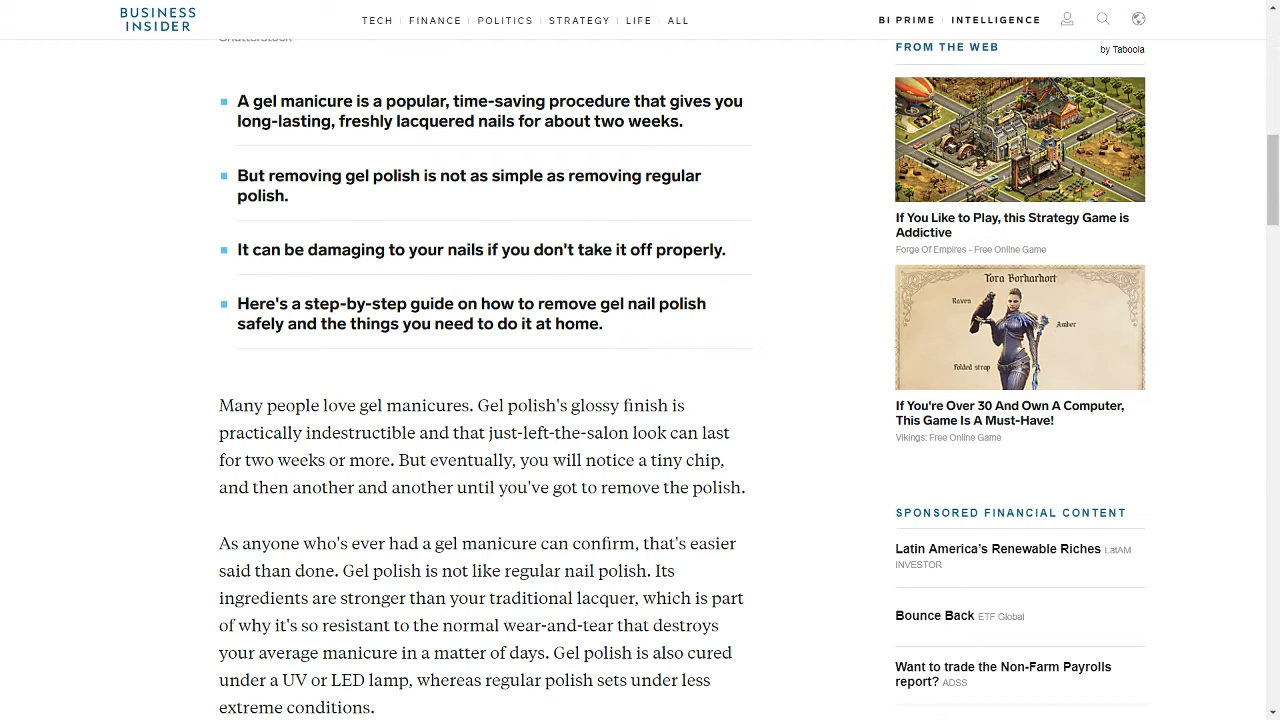 BUSINESS
INSIDER
TECH
FINANCE
POLITICS
STRATEGY
LIFE
ALL
BI PRIME
INTELLIGENCE
Shutterstock
A gel manicure is a popular, time-saving procedure that gives you
long-lasting, freshly lacquered nails for about two weeks.
But removing gel polish is not as simple as removing regular
polish.
It can be damaging to your nails if you don't take it off properly.
Here's a step-by-step guide on how to remove gel nail polish
safely and the things you need to do it at home.
Many people love gel manicures. Gel polish's glossy finish is
practically indestructible and that just-left-the-salon look can last
for two weeks or more. But eventually, you will notice a tiny chip,
and then another and another until you've got to remove the polish.
As anyone who's ever had a gel manicure can confirm, that's easier
said than done. Gel polish is not like regular nail polish. Its
ingredients are stronger than your traditional lacquer, which is part
of why it's so resistant to the normal wear-and-tear that destroys
your average manicure in a matter of days. Gel polish is also cured
under a UV or LED lamp, whereas regular polish sets under less
extreme conditions.
FROM THE WEB
by Taboola
If You Like to Play, this Strategy Game is
Addictive
Forge Of Empires - Free Online Game
Tora Borharhort
Raven
Amber
Folded strap
If You're Over 30 And Own A Computer,
This Game Is A Must-Have!
Vikings: Free Online Game
SPONSORED FINANCIAL CONTENT
Latin America's Renewable Riches LatAM
INVESTOR
Bounce Back ETF Global
Want to trade the Non-Farm Payrolls
report? ADSS